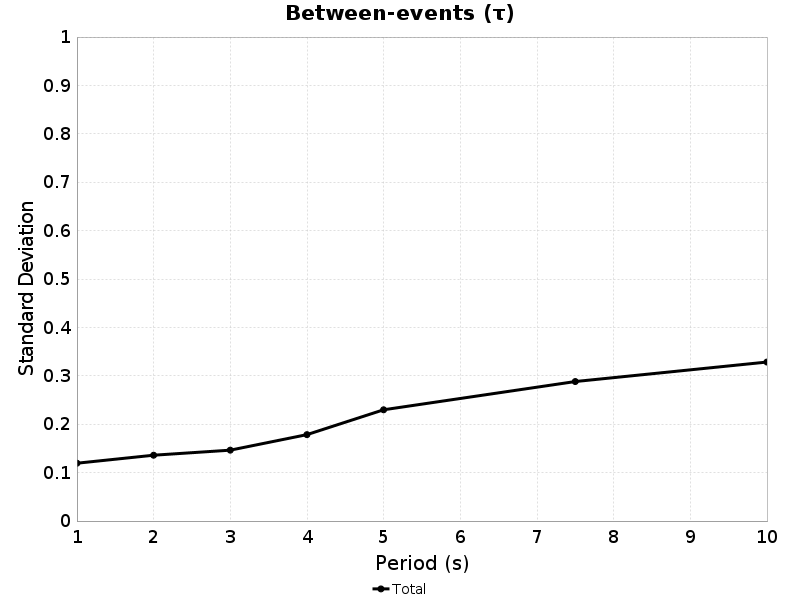 Between-events (τ)
1
0.9
0.8
0.7
0.6
0.5
0.4
0.3
0.2
0.1
0
Standard Deviation
1 2 3 4 5 6 7 8 9 10
Period (s)
Total